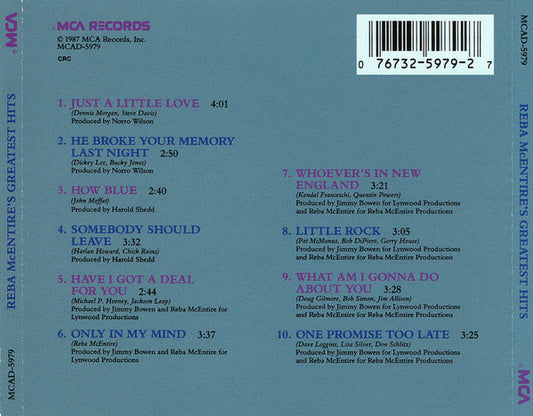 MCA
REBA McENTIRE'S GREATEST HITS
MCAD-5979
MCA RECORDS
© 1987 MCA Records, Inc.
MCAD-5979
CRC
0 76732-5979-2 7
1. JUST A LITTLE LOVE 4:01
(Dennis Morgan, Steve Davis)
Produced by
Norro Wilson
2. HE BROKE YOUR MEMORY
LAST NIGHT 2:50
(Dickey Lee, Bucky Jones)
Produced by Norro Wilson
3. HOW BLUE 2:40
(John Moffat)
Produced by Harold Shedd
4. SOMEBODY SHOULD
LEAVE 3:32
(Harlan Howard, Chick Rains)
Produced by Harold Shedd
5. HAVE I GOT A DEAL
FOR YOU 2:44
(Michael P. Heeney, Jackson Leap)
Produced by Jimmy Bowen and Reba McEntire for
Lynwood Productions
6. ONLY IN MY MIND 3:37
(Reba McEntire)
Produced by Jimmy Bowen and Reba McEntire for
Lynwood Productions
7. WHOEVER'S IN NEW
ENGLAND 3:21
(Kendal Franceschi, Quentin Powers)
Produced by Jimmy Bowen for Lynwood Productions
and Reba McEntire for Reba McEntire Productions
8. LITTLE ROCK 3:05
(Pat McManus, Bob DiPiero, Gerry House)
Produced by Jimmy Bowen for Lynwood Productions
and Reba McEntire for Reba McEntire Productions
9. WHAT AM I GONNA DO
ABOUT YOU 3:28
(Doug Gilmore, Bob Simon, Jim Allison)
Produced by Jimmy Bowen for Lynwood Productions
and Reba McEntire for Reba McEntire Productions
10. ONE PROMISE TOO LATE 3:25
(Dave Loggins, Lisa Silver, Don Schlitz)
Produced by Jimmy Bowen for Lynwood Productions
and Reba McEntire for Reba McEntire Productions
MCAD-5979
REBA McENTIRE'S GREATEST HITS
MCA